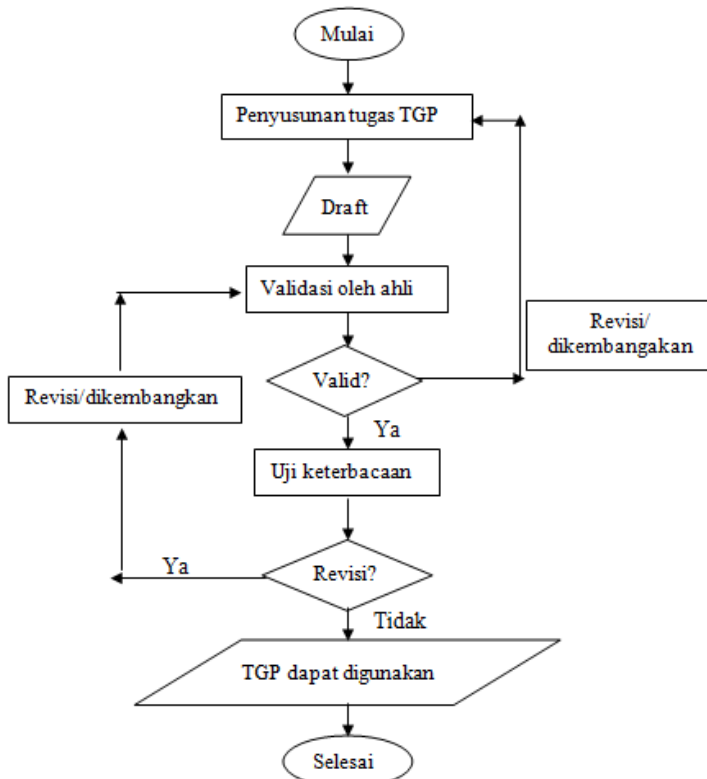 Mulai
Penyusunan tugas TGP
Draft
Validasi oleh ahli
Revisi/
dikembangakan
Valid?
Revisi/dikembangkan
Ya
Uji keterbacaan
Revisi?
Ya
Tidak
TGP dapat digunakan
Selesai